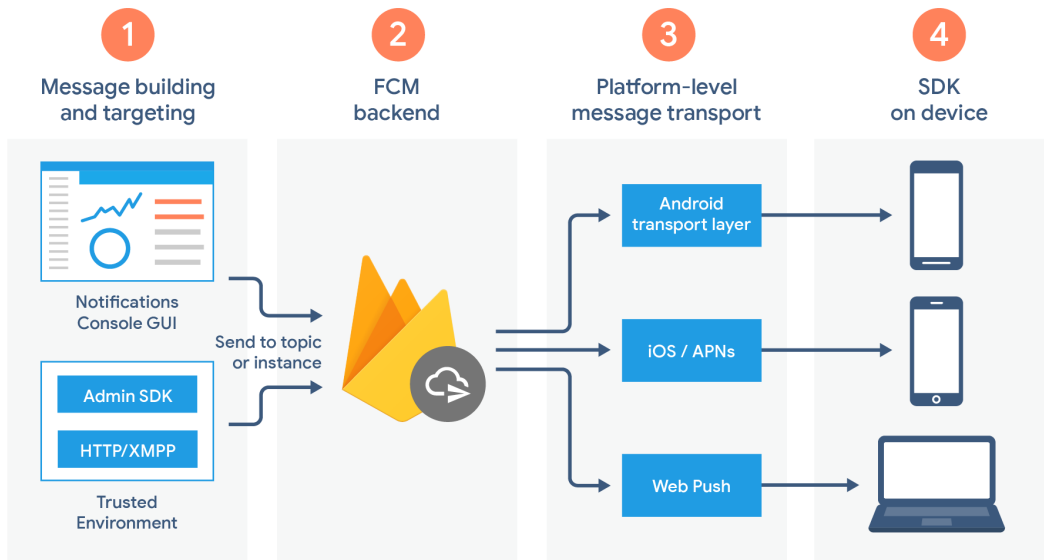 1
Message building
and targeting
2
FCM
backend
3
Platform-level
message transport
4
SDK
on device
Notifications
Console GUI
Send to topic
or instance
Admin SDK
HTTP/XMPP
Trusted
Environment
Android
transport layer
iOS / APNs
Web Push